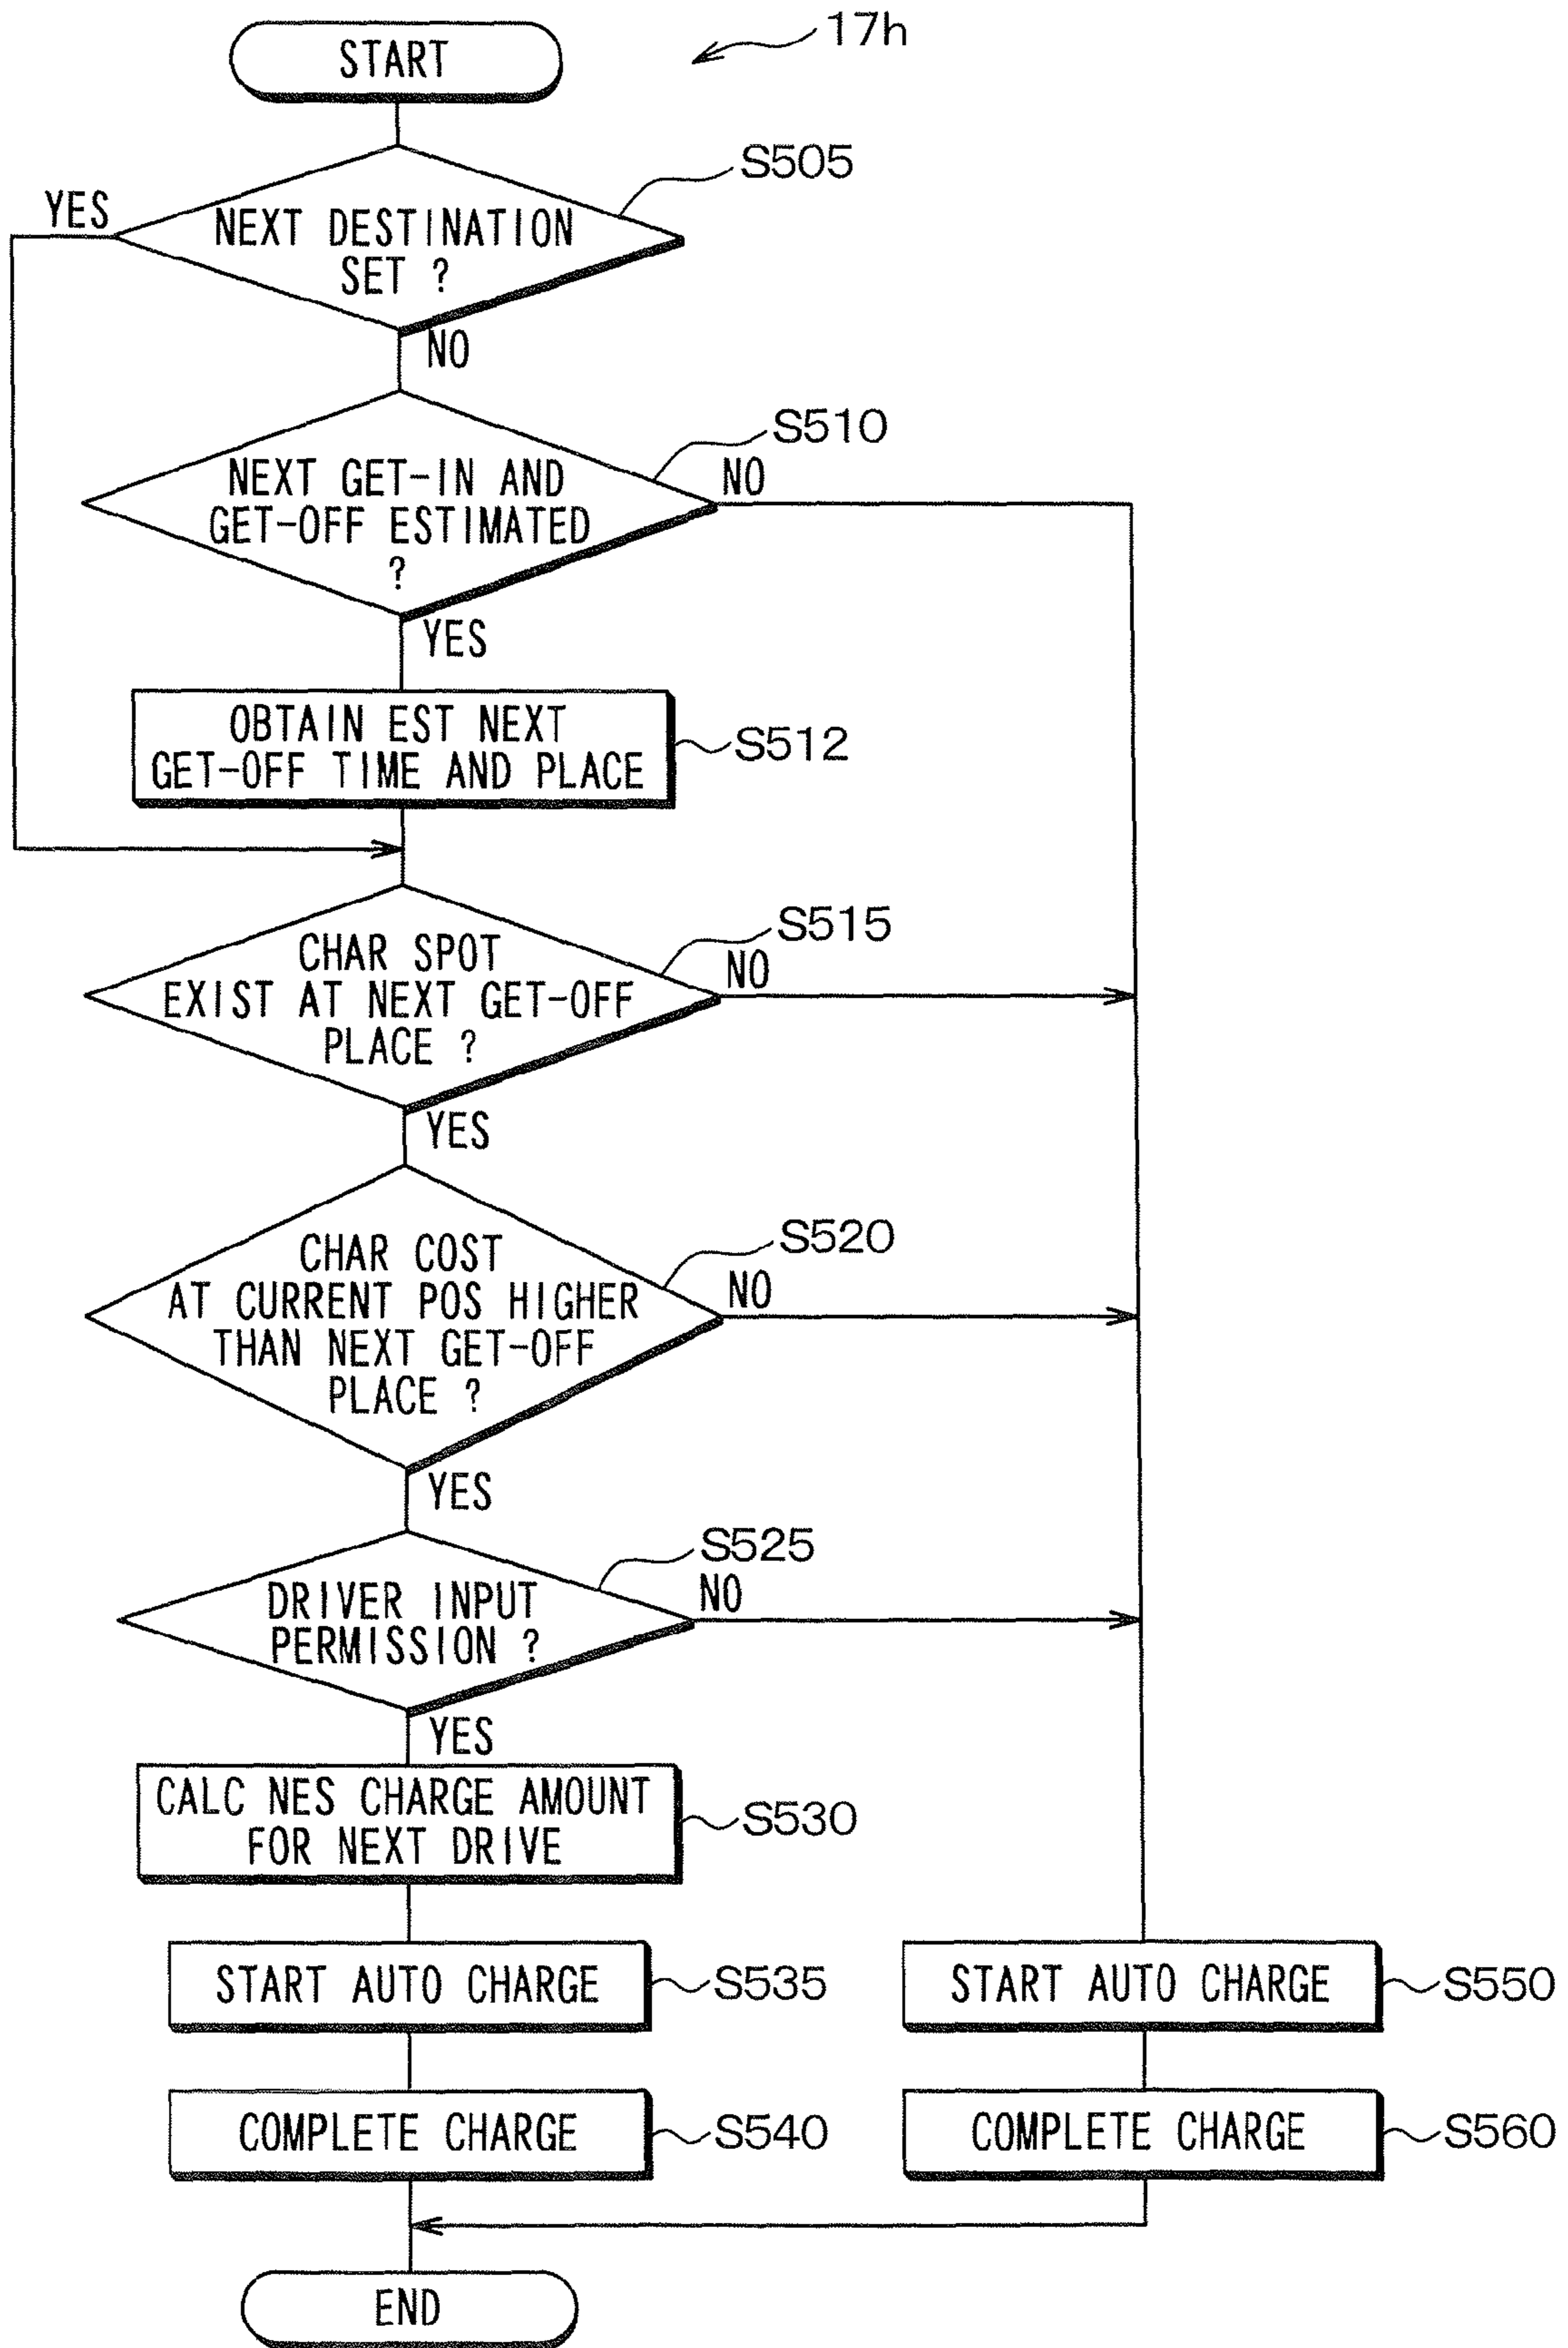 17h
START
S505
YES
NEXT DESTINATION
SET ?
NO
S510
NEXT GET-IN AND
GET-OFF ESTIMATED
?
NO
YES
OBTAIN EST NEXT
GET-OFF TIME AND PLACE
S512
S515
CHAR SPOT
EXIST AT NEXT GET-OFF
PLACE ?
NO
YES
S520
CHAR COST
AT CURRENT POS HIGHER
THAN NEXT GET-OFF
PLACE ?
NO
YES
S525
DRIVER INPUT
PERMISSION ?
NO
YES
CALC NES CHARGE AMOUNT
FOR NEXT DRIVE
S530
START AUTO CHARGE
S535
START AUTO CHARGE
S550
COMPLETE CHARGE
S540
COMPLETE CHARGE
S560
END